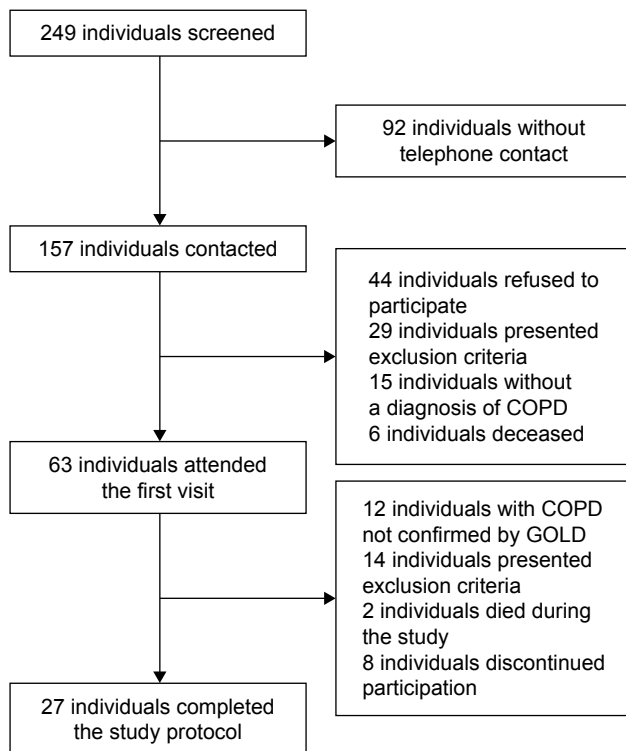 249 individuals screened
92 individuals without
telephone contact
157 individuals contacted
44 individuals refused to
participate
29 individuals presented
exclusion criteria
15 individuals without
a diagnosis of COPD
6 individuals deceased
63 individuals attended
the first visit
12 individuals with COPD
not confirmed by GOLD
14 individuals presented
exclusion criteria
2 individuals died during
the study
8 individuals discontinued
participation
27 individuals completed
the study protocol